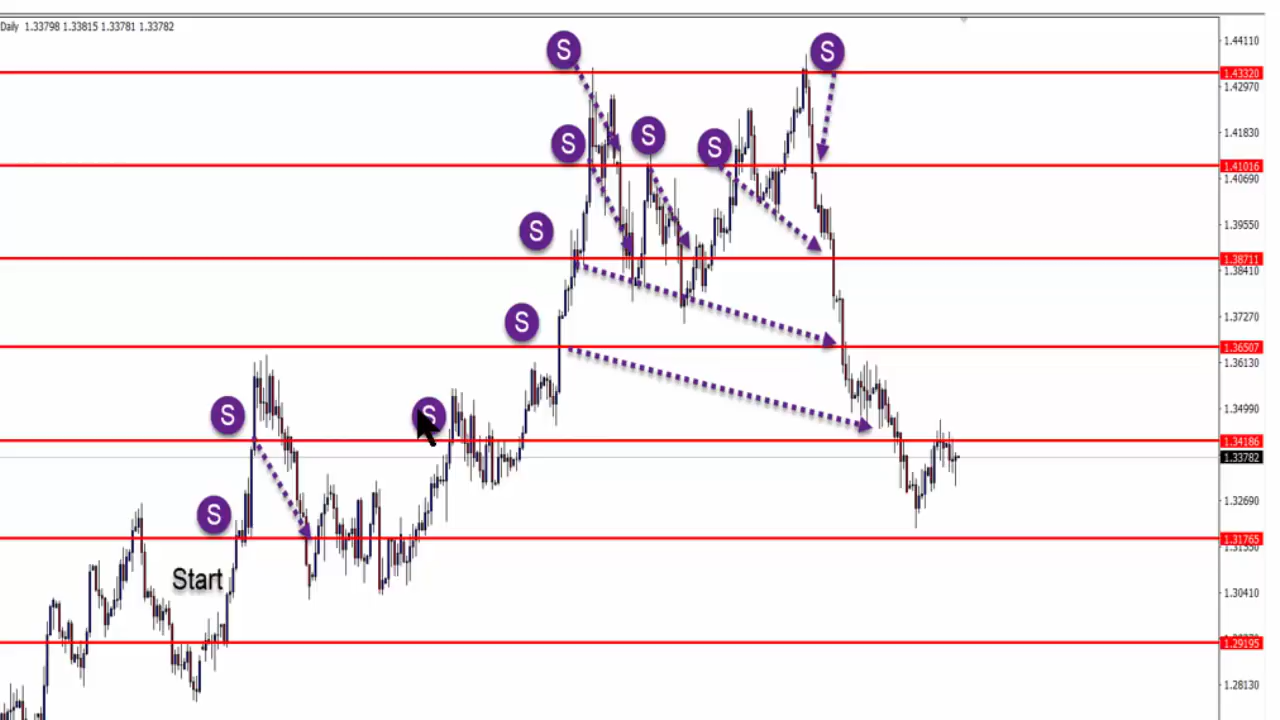 Daily 1.33798 1.33815 1.33781 1.33782
S
S
1.44110
1.43320
1.42970
S
S
S
1.41830
1.41016
1.40690
S
1.39550
1.38711
1.38410
S
1.37270
1.36507
1.36130
S
S
1.34990
1.34186
1.33782
S
1.32690
1.31765
Start
1.30410
1.29195
1.28130